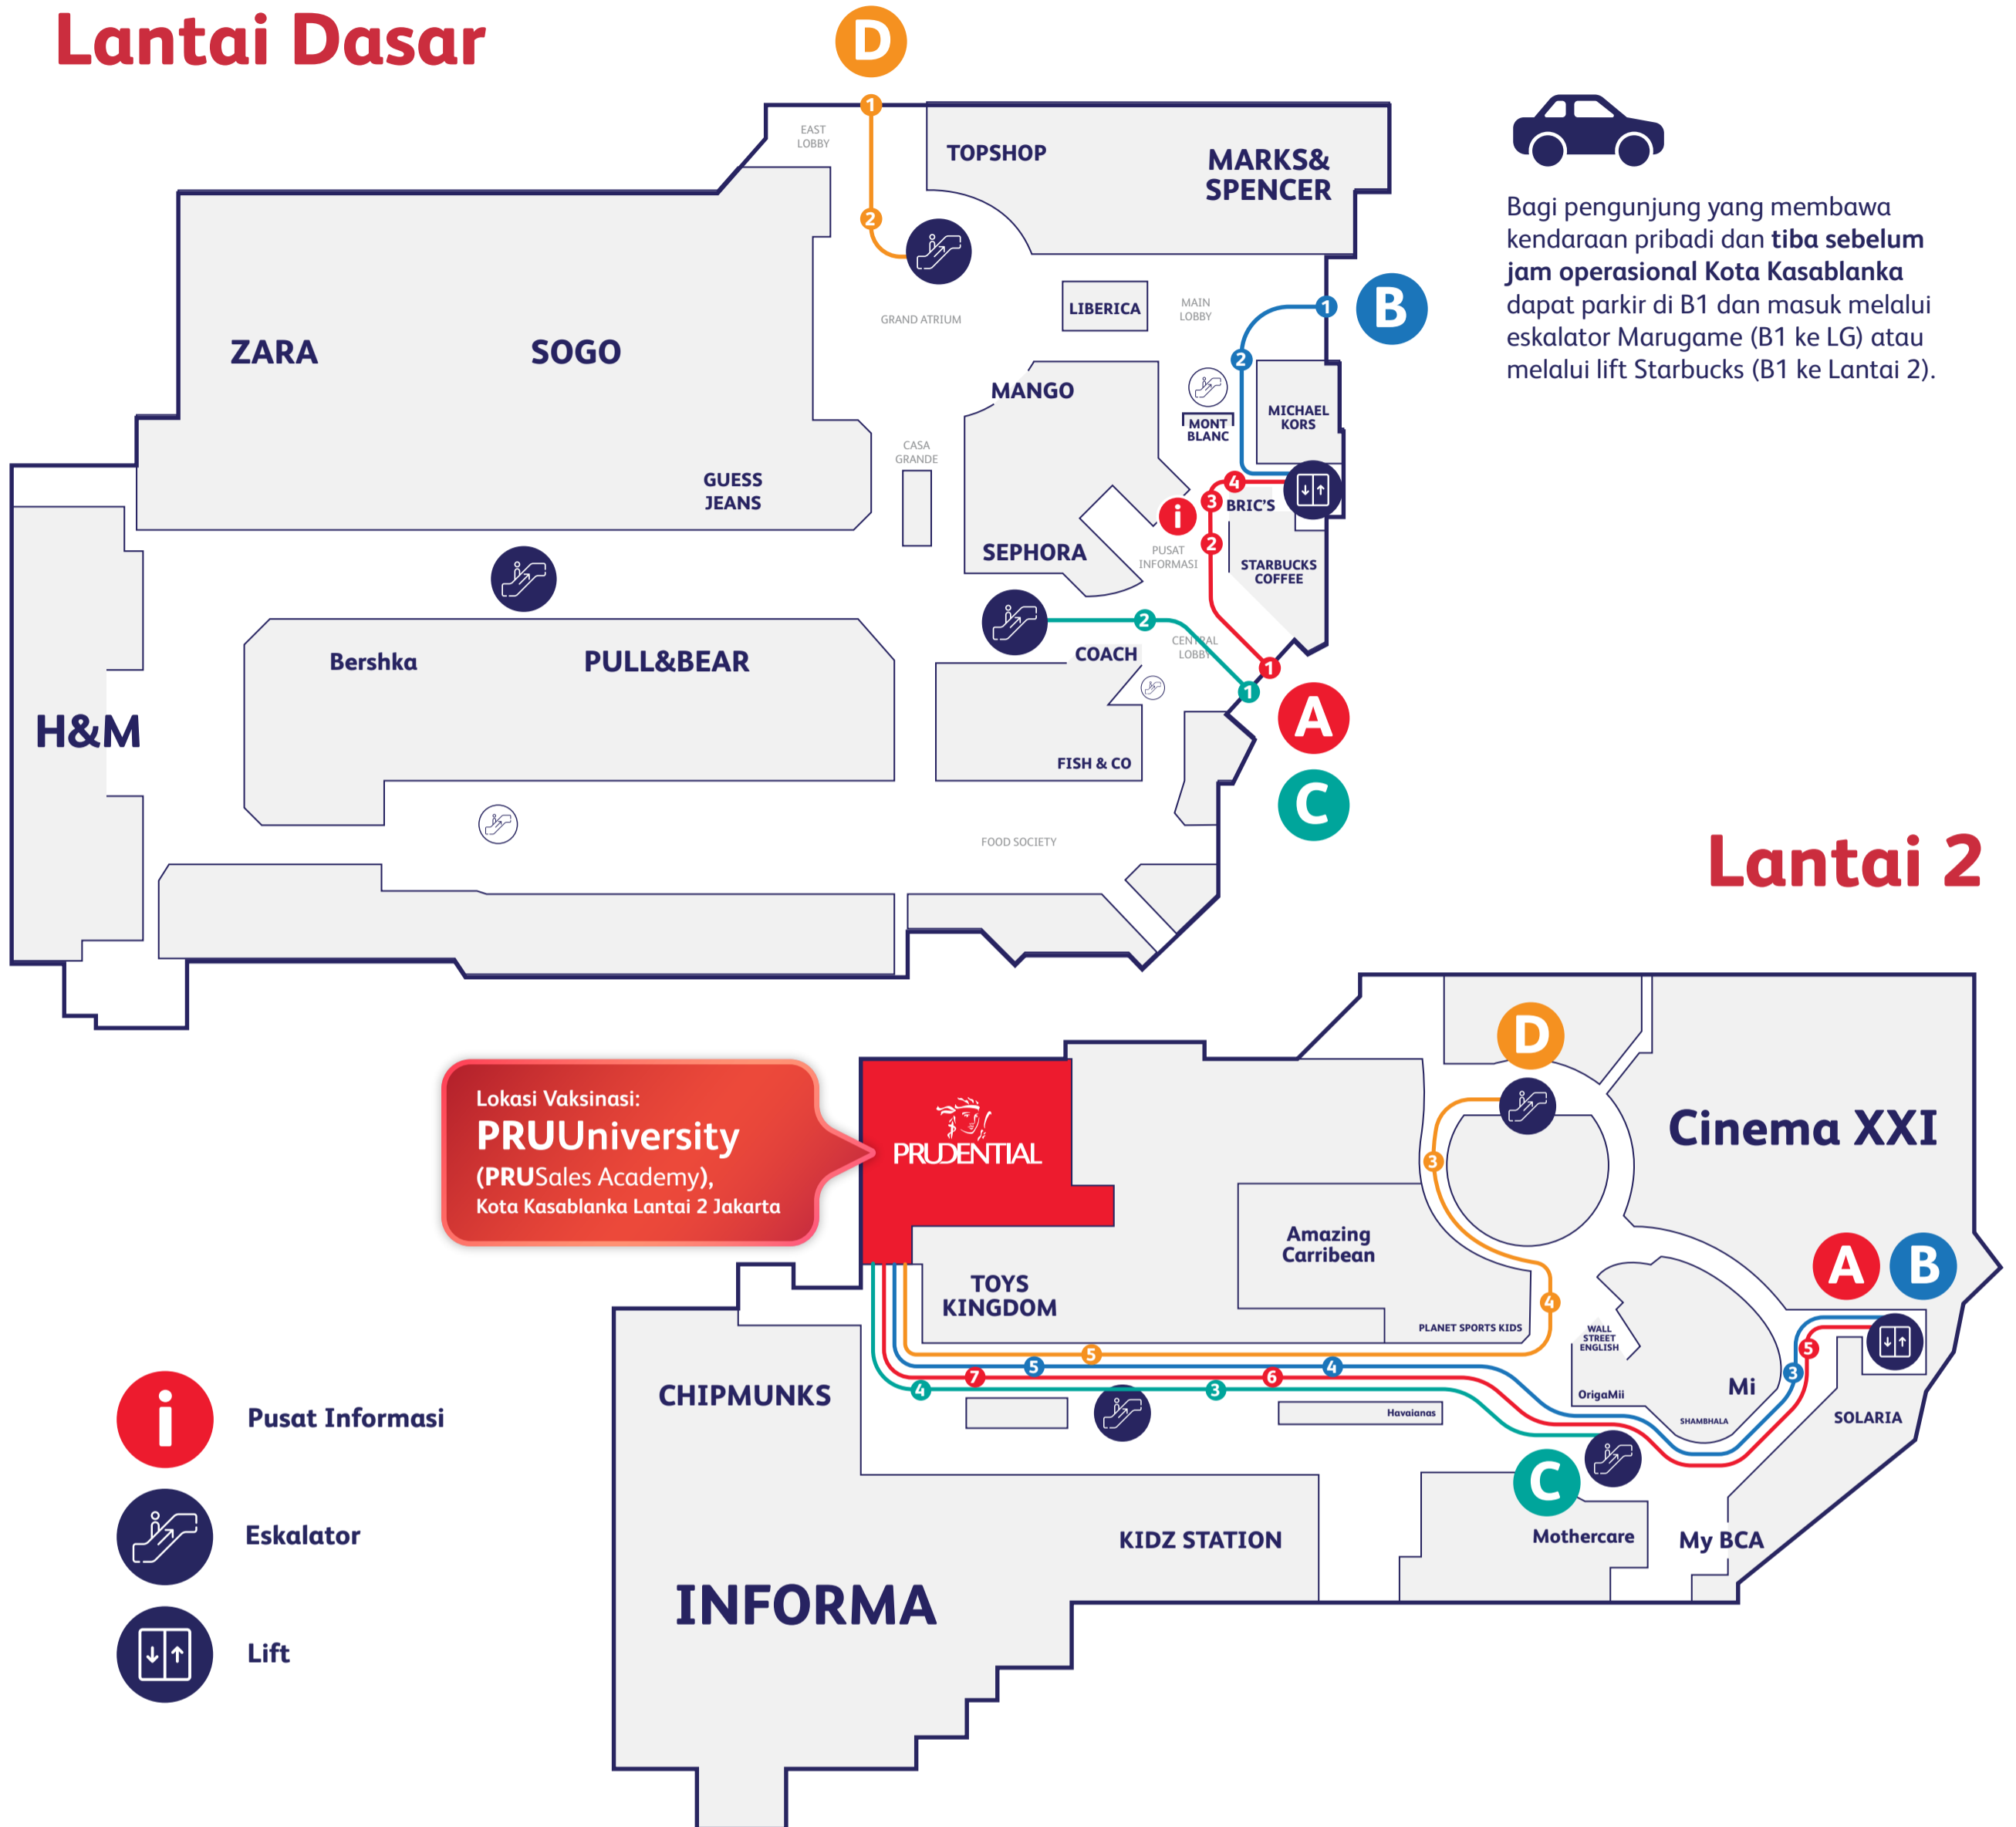 Lantai Dasar
D
1
EAST
LOBBY
TOPSHOP
MARKS&
SPENCER
2
Bagi pengunjung yang membawa
kendaraan pribadi dan tiba sebelum
jam operasional Kota Kasablanka
dapat parkir di B1 dan masuk melalui
eskalator Marugame (B1 ke LG) atau
melalui lift Starbucks (B1 ke Lantai 2).
GRAND ATRIUM
LIBERICA
MAIN
LOBBY
1
B
2
ZARA
SOGO
MANGO
MONT
BLANC
MICHAEL
KORS
CASA
GRANDE
GUESS
JEANS
4
3
BRIC'S
i
2
SEPHORA
PUSAT
INFORMASI
STARBUCKS
COFFEE
2
CENTRAL
LOBBY
COACH
1
1
A
C
Bershka
PULL&BEAR
H&M
FISH & CO
FOOD SOCIETY
Lantai 2
D
Lokasi Vaksinasi:
PRUUniversity
(PRUSales Academy),
Kota Kasablanka Lantai 2 Jakarta
PRUDENTIAL
Cinema XXI
3
Amazing
Carribean
A
B
TOYS
KINGDOM
4
PLANET SPORTS KIDS
WALL
STREET
ENGLISH
5
5
4
5
3
7
6
4
3
CHIPMUNKS
Havaianas
OrigaMii
Mi
SHAMBHALA
SOLARIA
C
KIDZ STATION
Mothercare
My BCA
INFORMA
i
Pusat Informasi
Eskalator
Lift